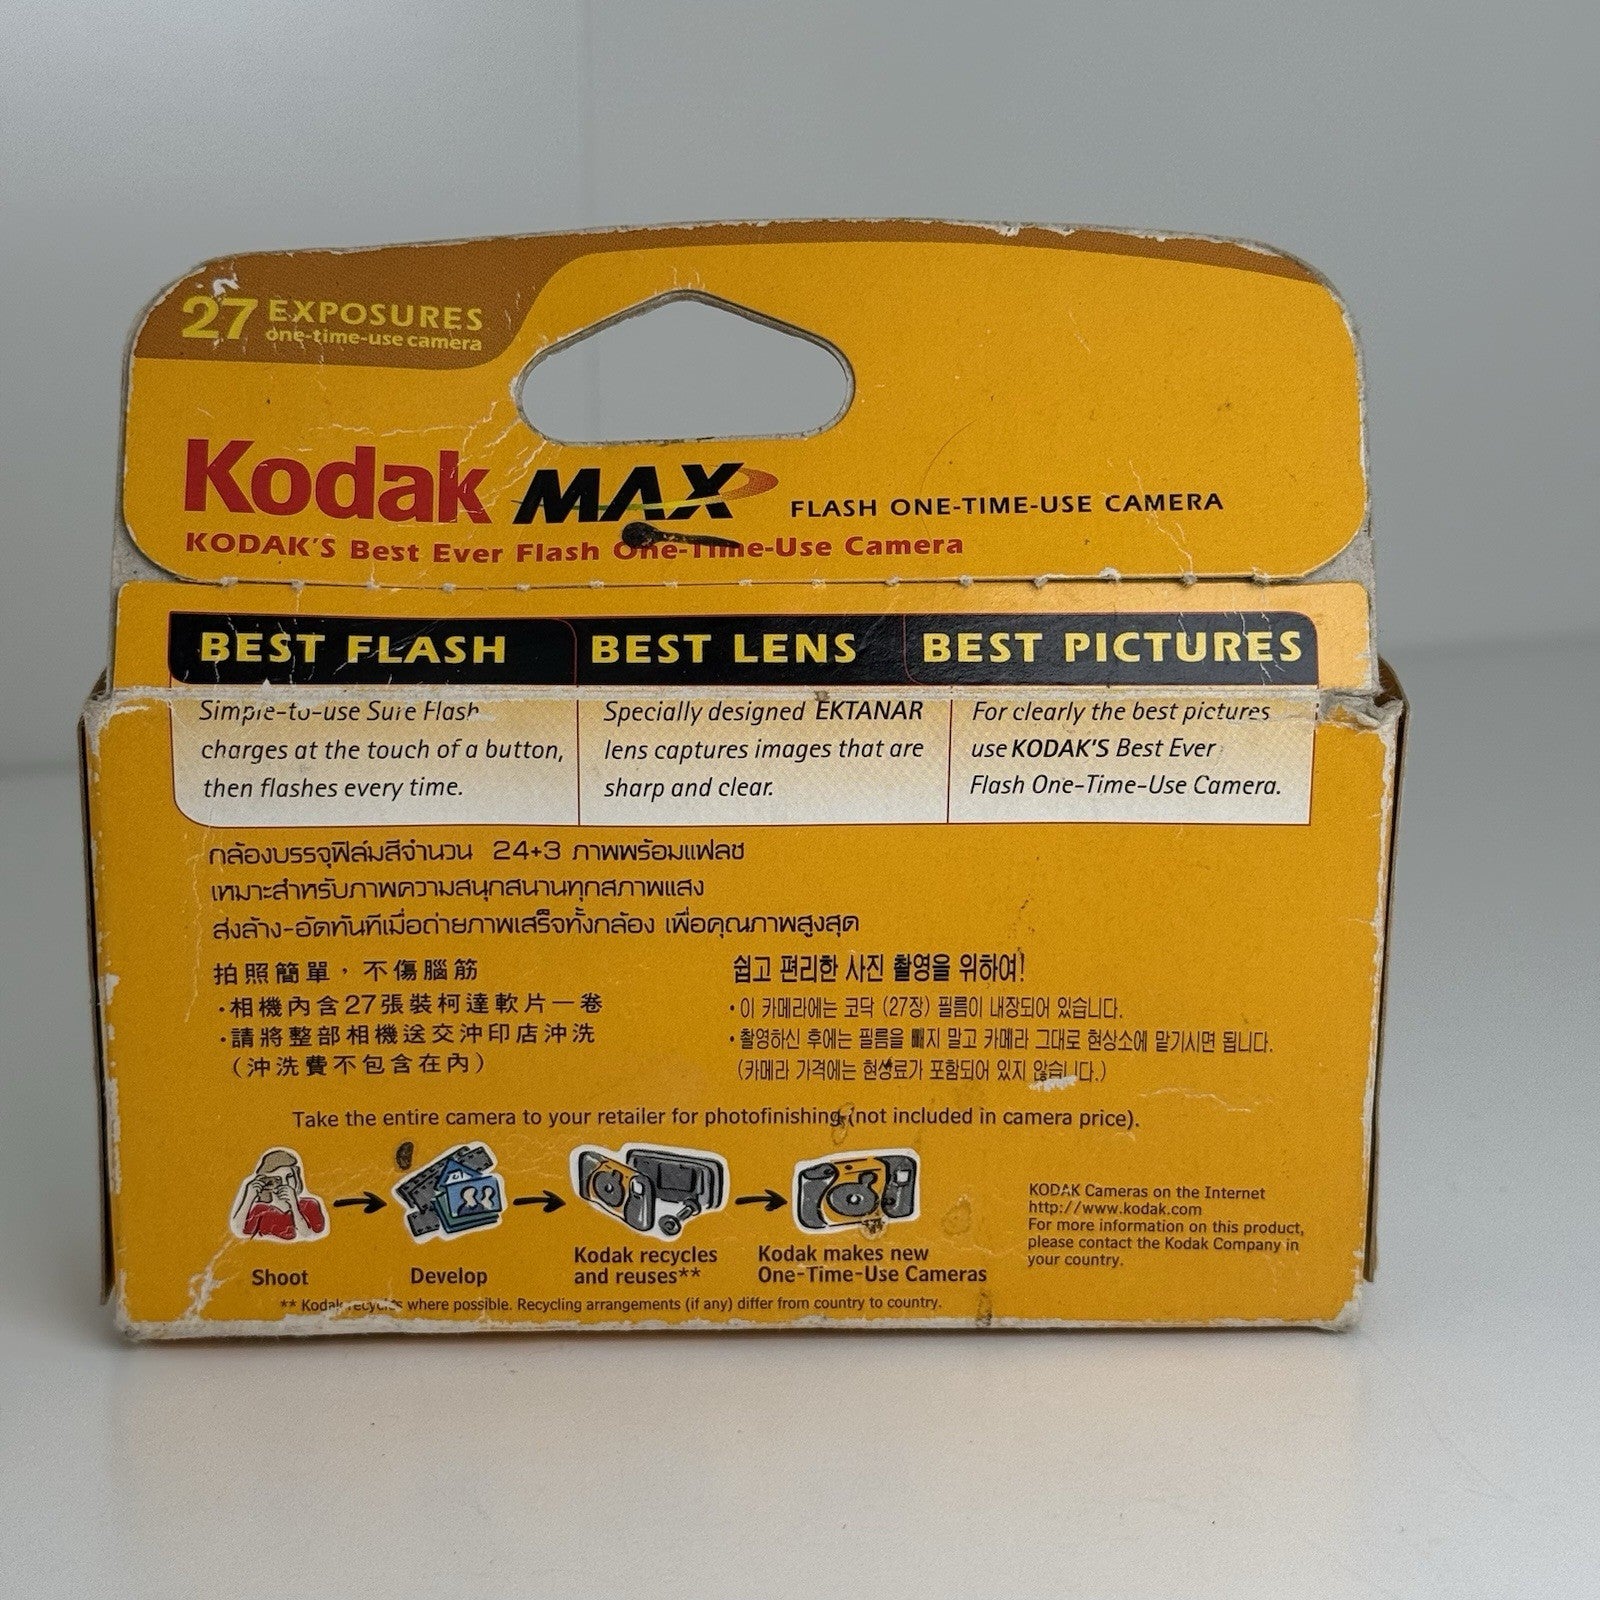 27 EXPOSURES
one-time-use camera
Kodak MAX FLASH ONE-TIME-USE CAMERA
KODAK'S Best Ever Flash One-Time-Use Camera
BEST FLASH
Simple-to-use Sure Flash
charges at the touch of a button,
then flashes every time.
BEST LENS
Specially designed EKTANAR
lens captures images that are
sharp and clear.
BEST PICTURES
For clearly the best pictures
use KODAK'S Best Ever
Flash One-Time-Use Camera.
กล้องบรรจุฟิล์มสีจำนวน 24+3 ภาพพร้อมแฟลช
เหมาะสำหรับภาพความสนุกสนานทุกสภาพแสง
ส่งล้าง-อัดทันทีเมื่อถ่ายภาพเสร็จทั้งกล้อง เพื่อคุณภาพสูงสุด
拍照簡單，不傷腦筋
·相機內含27張裝柯達軟片一卷
·請將整部相機送交沖印店沖洗
（沖洗費不包含在內）
쉽고 편리한 사진 촬영을 위하여!
·이 카메라에는 코닥 (27장) 필름이 내장되어 있습니다.
·촬영하신 후에는 필름을 빼지 말고 카메라 그대로 현상소에 맡기시면 됩니다.
(카메라 가격에는 현상료가 포함되어 있지 않습니다.)
Take the entire camera to your retailer for photofinishing (not included in camera price).
Shoot
Develop
Kodak recycles
and reuses**
Kodak makes new
One-Time-Use Cameras
KODAK Cameras on the Internet
http://www.kodak.com
For more information on this product,
please contact the Kodak Company in
your country.
** Kodak recycles where possible. Recycling arrangements (if any) differ from country to country.